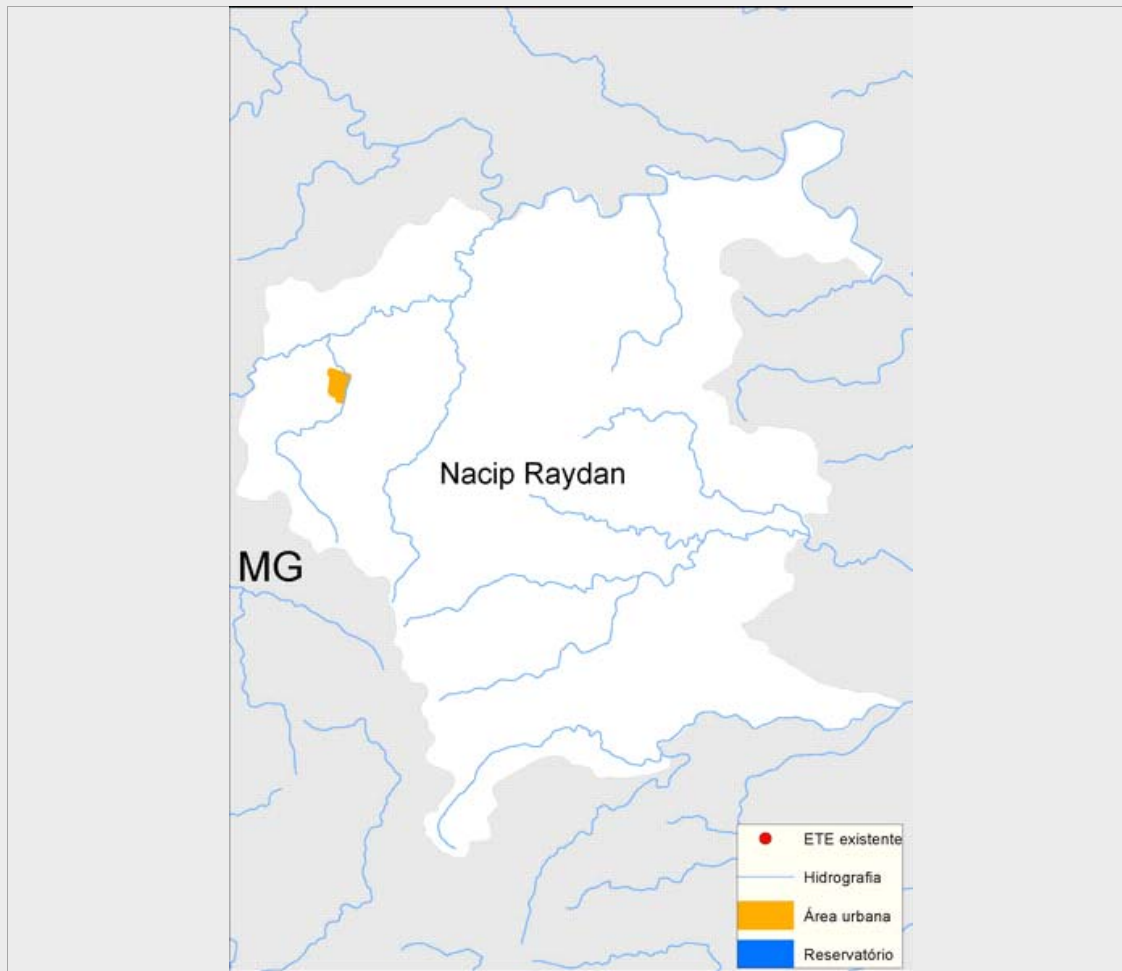 Nacip Raydan
MG
ETE existente
Hidrografia
Área urbana
Reservatório